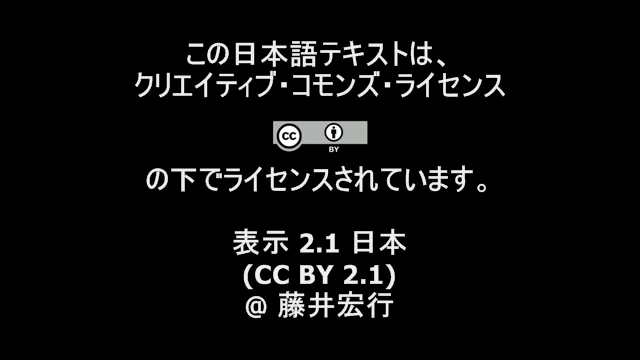 この日本語テキストは、
クリエイティブ・コモンズ・ライセンス
cc
BY
の下でライセンスされています。
表示 2.1 日本
(CC BY 2.1)
@ 藤井宏行